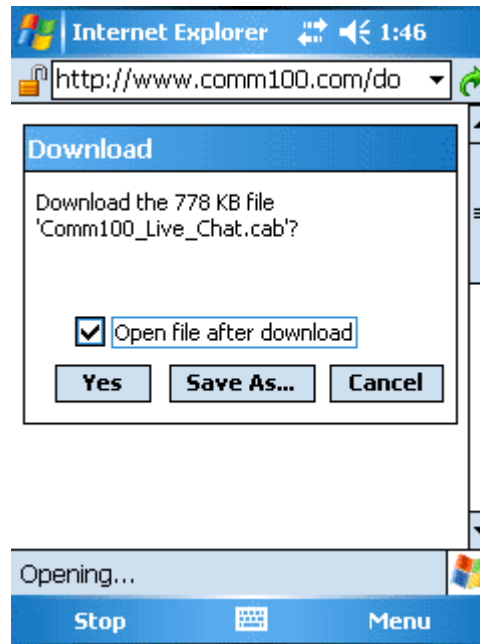 Internet Explorer 1:46
http://www.comm100.com/do
Download
Download the 778 KB file
'Comm100_Live_Chat.cab'?
Open file after download
Yes Save As... Cancel
Opening...
Stop Menu